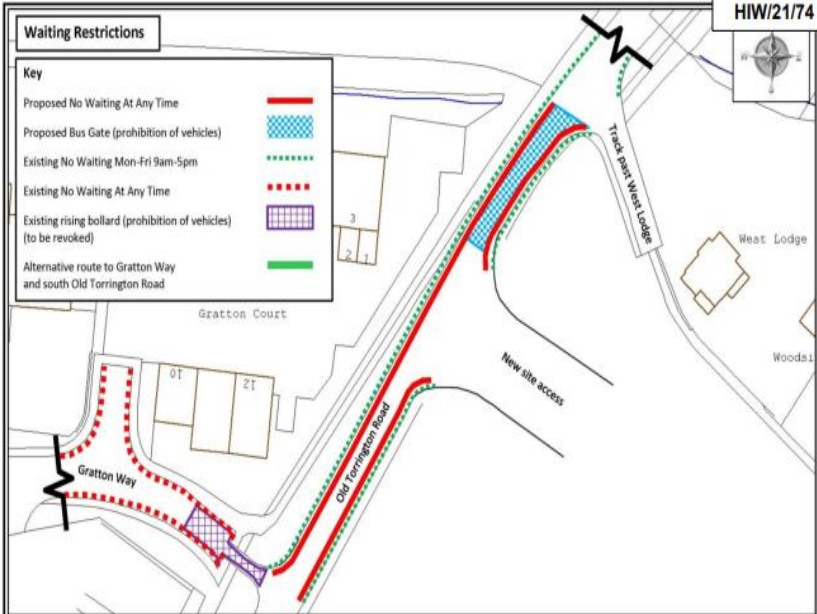 HIW/21/74
Waiting Restrictions
Key
Proposed No Waiting At Any Time
Proposed Bus Gate (prohibition of vehicles)
Existing No Waiting Mon-Fri 9am-5pm
Existing No Waiting At Any Time
Existing rising bollard (prohibition of vehicles)
(to be revoked)
Alternative route to Gratton Way
and south Old Torrington Road
3
2
1
Gratton Court
10
12
Gratton Way
Old Torrington Road
New site access
Track past West Lodge
West Lodge
Woodsi